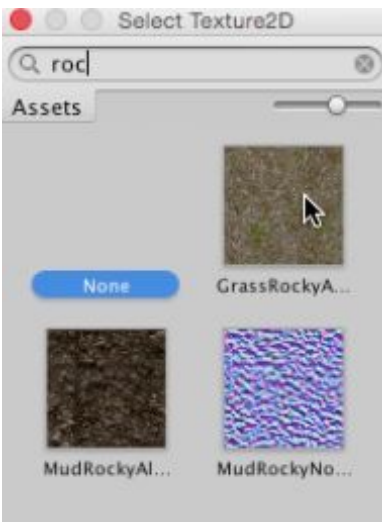 Select Texture2D
roc
Assets
None
GrassRockyA...
MudRockyAl...
MudRockyNo...